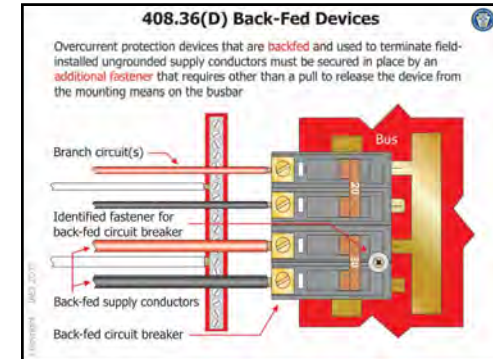 408.36(D) Back-Fed Devices
Overcurrent protection devices that are backfed and used to terminate field-
installed ungrounded supply conductors must be secured in place by an
additional fastener that requires other than a pull to release the device from
the mounting means on the busbar
Bus
Branch circuit(s)
20
Identified fastener for
back-fed circuit breaker
30
Back-fed supply conductors
Back-fed circuit breaker